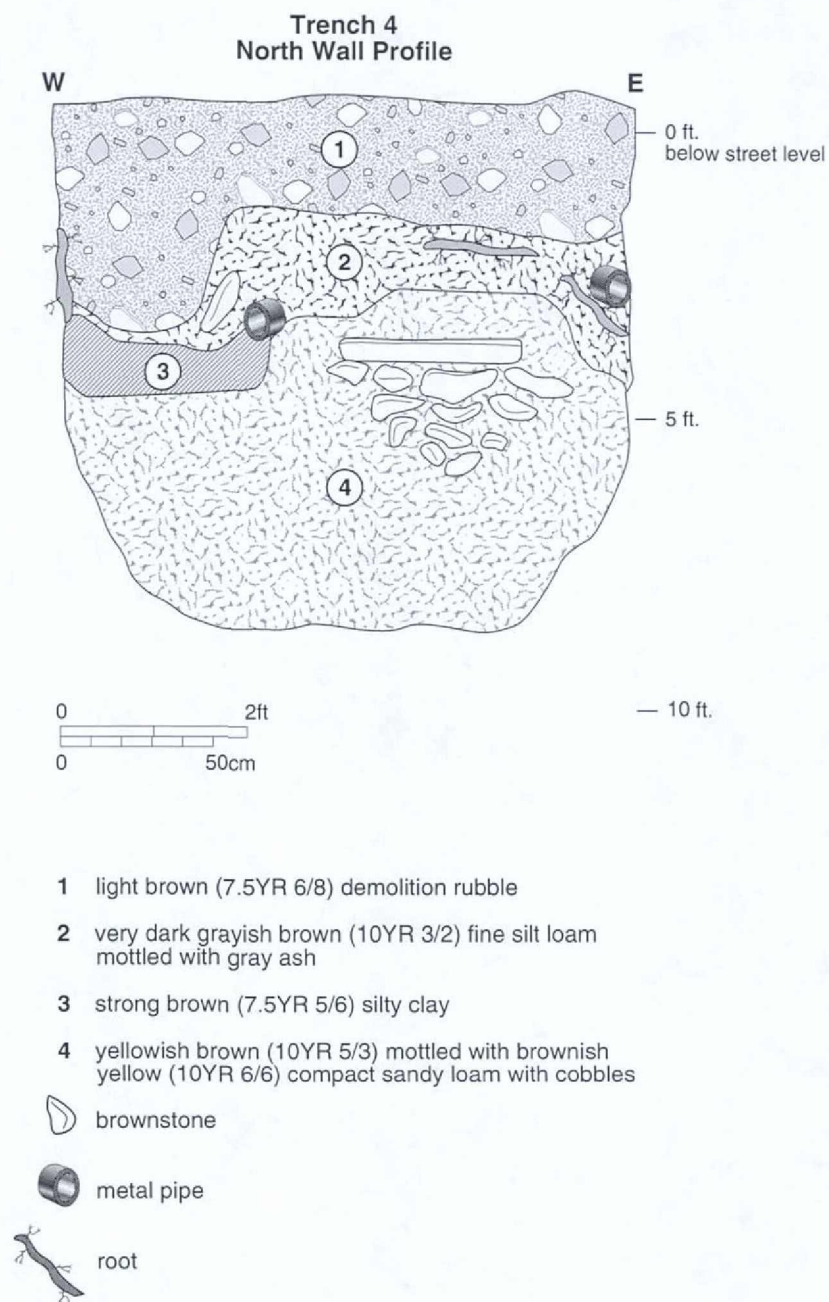 Trench 4
North Wall Profile
W
E
0 ft.
below street level
1
2
3
5 ft.
4
10 ft.
0 2ft
0 50cm
1 light brown (7.5YR 6/8) demolition rubble
2 very dark grayish brown (10YR 3/2) fine silt loam
mottled with gray ash
3 strong brown (7.5YR 5/6) silty clay
4 yellowish brown (10YR 5/3) mottled with brownish
yellow (10YR 6/6) compact sandy loam with cobbles
brownstone
metal pipe
root